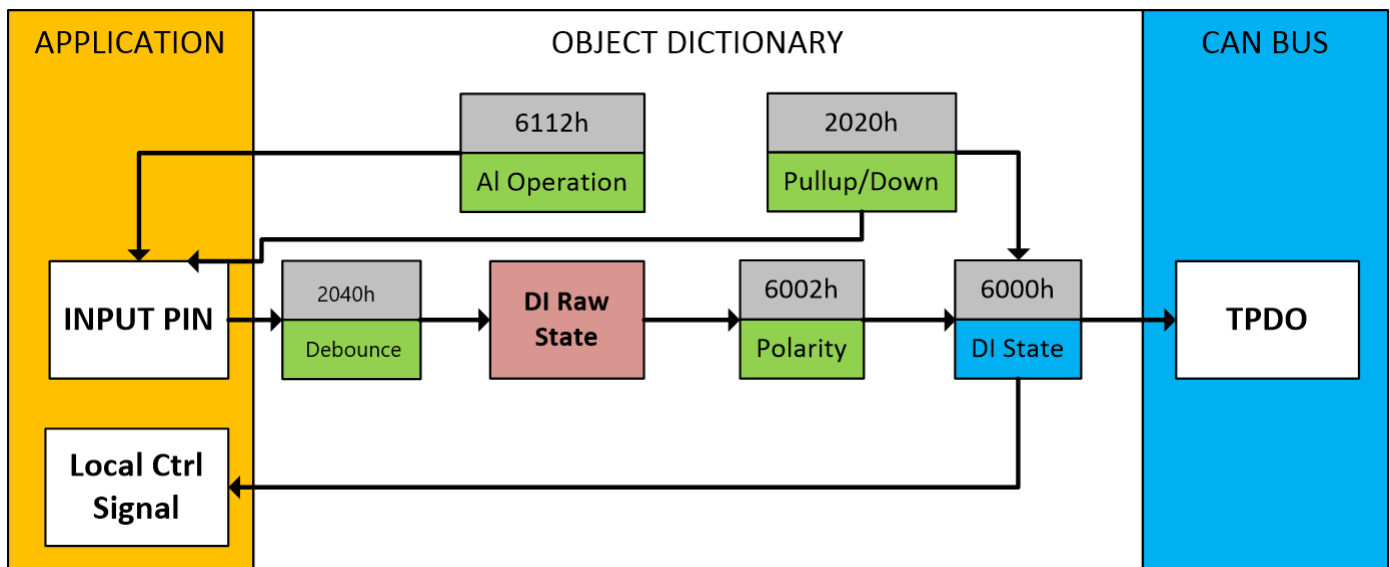 APPLICATION
OBJECT DICTIONARY
CAN BUS
6112h
Al Operation
2020h
Pullup/Down
INPUT PIN
2040h
Debounce
DI Raw
State
6002h
Polarity
6000h
DI State
TPDO
Local Ctrl
Signal